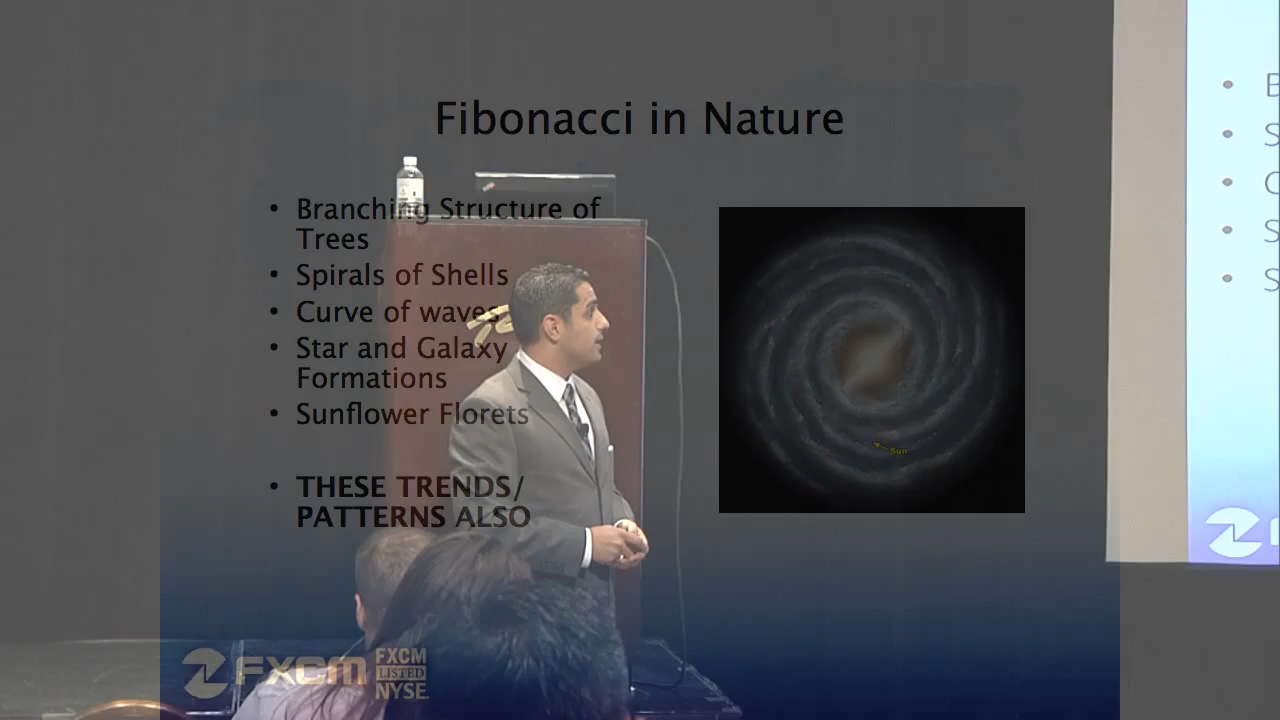 Fibonacci in Nature
• Branching Structure of
Trees
• Spirals of Shells
• Curve of waves
• Star and Galaxy
Formations
• Sunflower Florets
• THESE TRENDS/
PATTERNS ALSO
Sun
FXCM
FXCM
LISTED
NYSE
• B
• S
• C
• S
• S